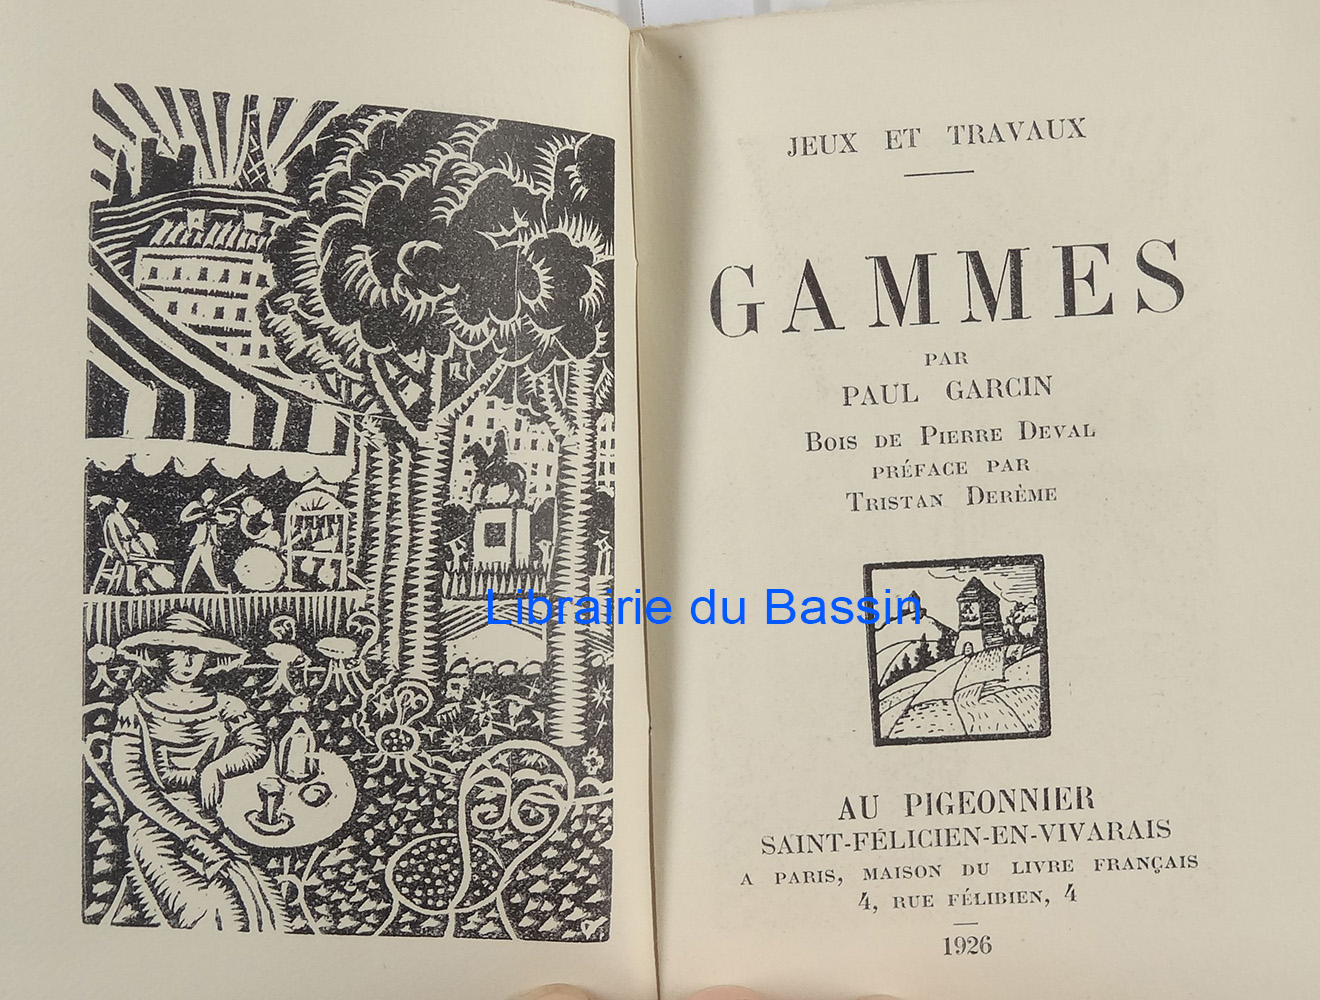 JEUX ET TRAVAUX
GAMMES
PAR
PAUL GARCIN
BOIS DE PIERRE DEVAL
PRÉFACE PAR
TRISTAN DERÈME
Librairie du Bassin
AU PIGEONNIER
SAINT-FÉLICIEN-EN-VIVARAIS
A PARIS, MAISON DU LIVRE FRANÇAIS
4, RUE FÉLIBIEN, 4
1926